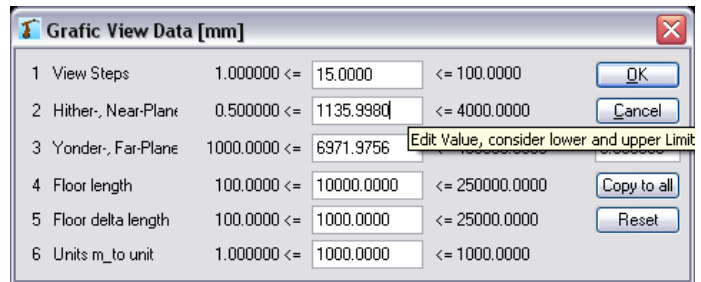 Grafic View Data [mm]
1 View Steps 1.000000 <= 15.0000 <= 100.0000 OK
2 Hither-, Near-Plane 0.500000 <= 1135.9980 <= 4000.0000 Cancel
Edit Value, consider lower and upper Limit
3 Yonder-, Far-Plane 1000.0000 <= 6971.9756
4 Floor length 100.0000 <= 10000.0000 <= 250000.0000 Copy to all
5 Floor delta length 100.0000 <= 1000.0000 <= 25000.0000 Reset
6 Units m_to unit 1.000000 <= 1000.0000 <= 1000.0000